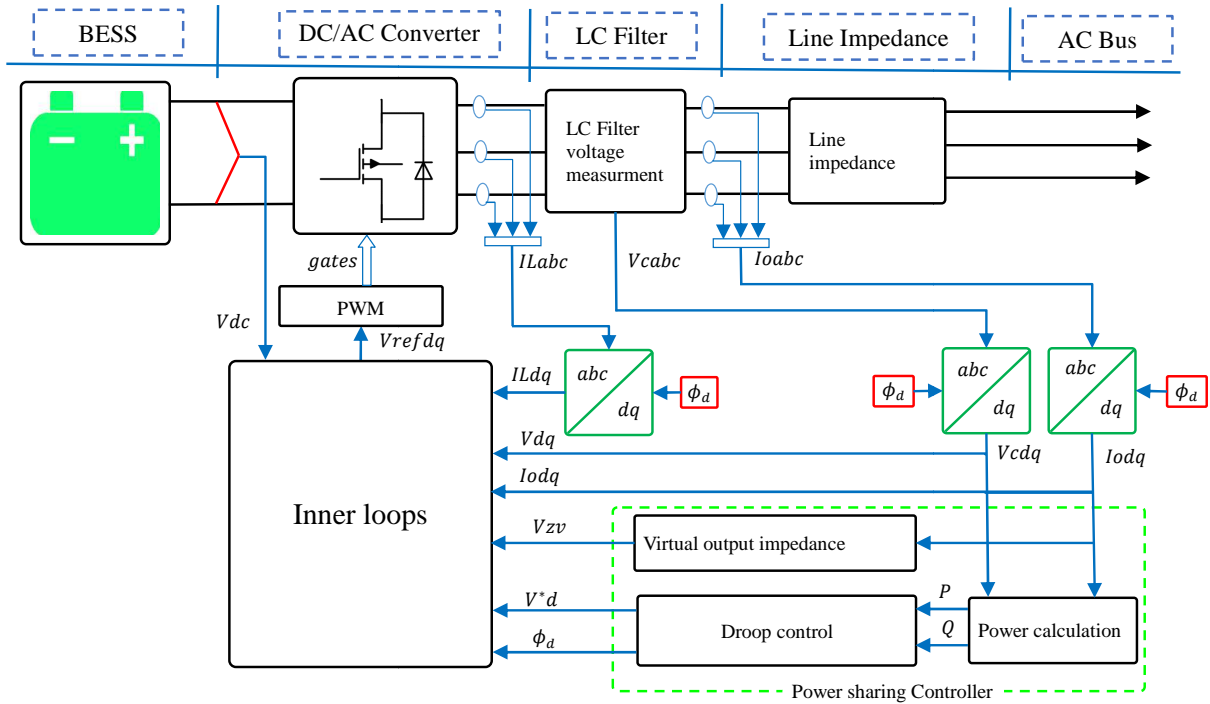 BESS
DC/AC Converter
LC Filter
Line Impedance
AC Bus
LC Filter
voltage
measurment
Line
impedance
gates
ILabc
Vcabc
Ioabc
PWM
Vdc
Vrefdq
ILdq
abc
dq
ϕd
ϕd
abc
dq
abc
dq
ϕd
Vdq
Vcdq
Iodq
Iodq
Inner loops
Vzv
Virtual output impedance
V*d
ϕd
Droop control
P
Q
Power calculation
Power sharing Controller